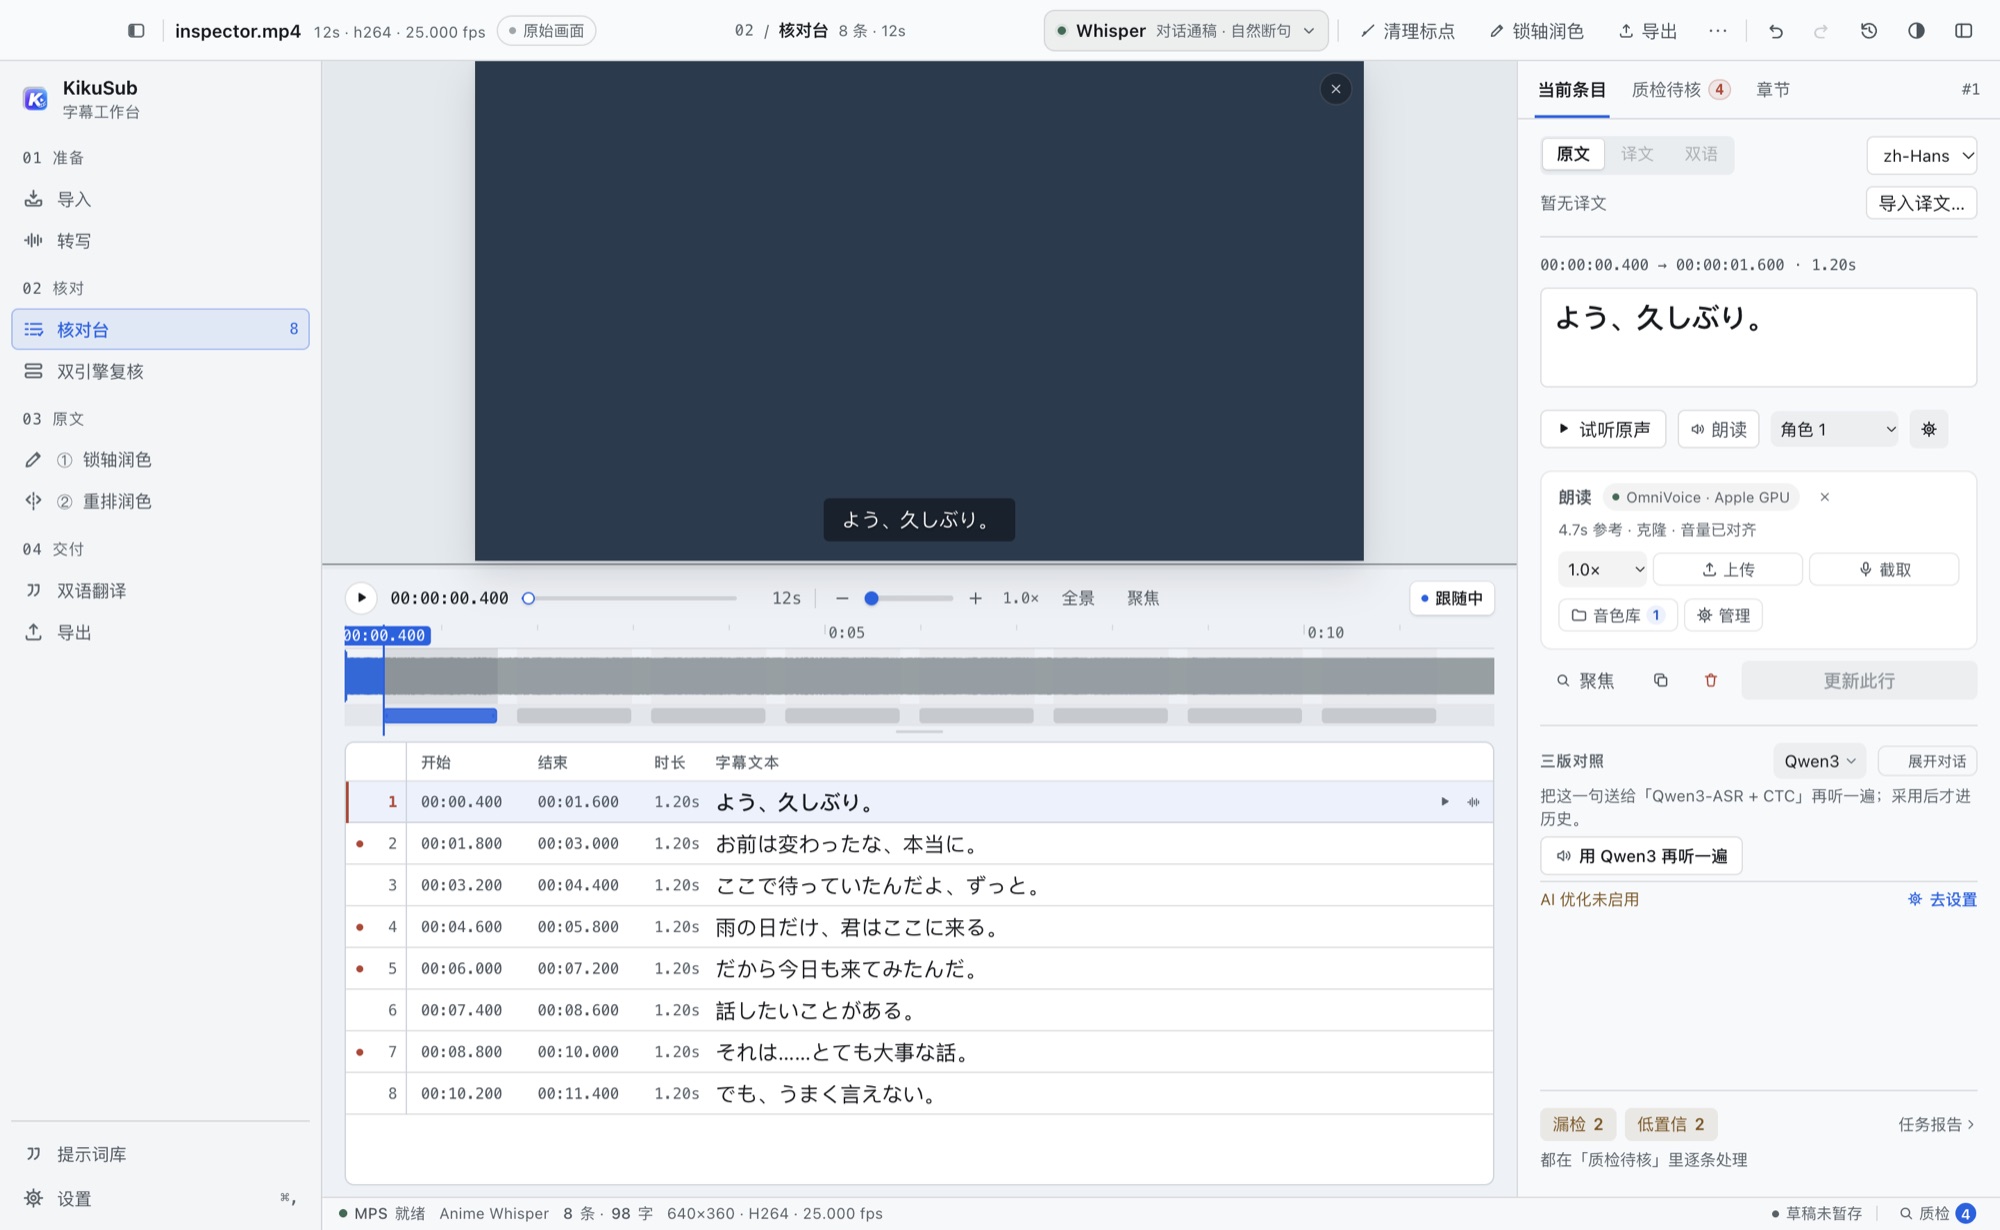 inspector.mp4 12s · h264 · 25.000 fps 原始画面
02 / 核对台 8 条 · 12s
Whisper 对话通稿 · 自然断句
清理标点 锁轴润色 导出 ···
KikuSub
字幕工作台
01 准备
导入
转写
02 核对
核对台 8
双引擎复核
03 原文
① 锁轴润色
② 重排润色
04 交付
双语翻译
导出
提示词库
设置 ⌘,
よう、久しぶり。
00:00:00.400 12s 1.0× 全景 聚焦 跟随中
00:00.400 0:05 0:10
开始 结束 时长 字幕文本
1 00:00.400 00:01.600 1.20s よう、久しぶり。
2 00:01.800 00:03.000 1.20s お前は変わったな、本当に。
3 00:03.200 00:04.400 1.20s ここで待っていたんだよ、ずっと。
4 00:04.600 00:05.800 1.20s 雨の日だけ、君はここに来る。
5 00:06.000 00:07.200 1.20s だから今日も来てみたんだ。
6 00:07.400 00:08.600 1.20s 話したいことがある。
7 00:08.800 00:10.000 1.20s それは……とても大事な話。
8 00:10.200 00:11.400 1.20s でも、うまく言えない。
MPS 就绪 Anime Whisper 8 条 · 98 字 640×360 · H264 · 25.000 fps
当前条目 质检待核 4 章节 #1
原文 译文 双语 zh-Hans
暂无译文 导入译文...
00:00:00.400 → 00:00:01.600 · 1.20s
よう、久しぶり。
试听原声 朗读 角色 1
朗读 OmniVoice · Apple GPU ×
4.7s 参考 · 克隆 · 音量已对齐
1.0× 上传 截取
音色库 1 管理
聚焦 更新此行
三版对照 Qwen3 展开对话
把这一句送给「Qwen3-ASR + CTC」再听一遍；采用后才进
历史。
用 Qwen3 再听一遍
AI 优化未启用 去设置
漏检 2 低置信 2 任务报告
都在「质检待核」里逐条处理
草稿未暂存 质检 4